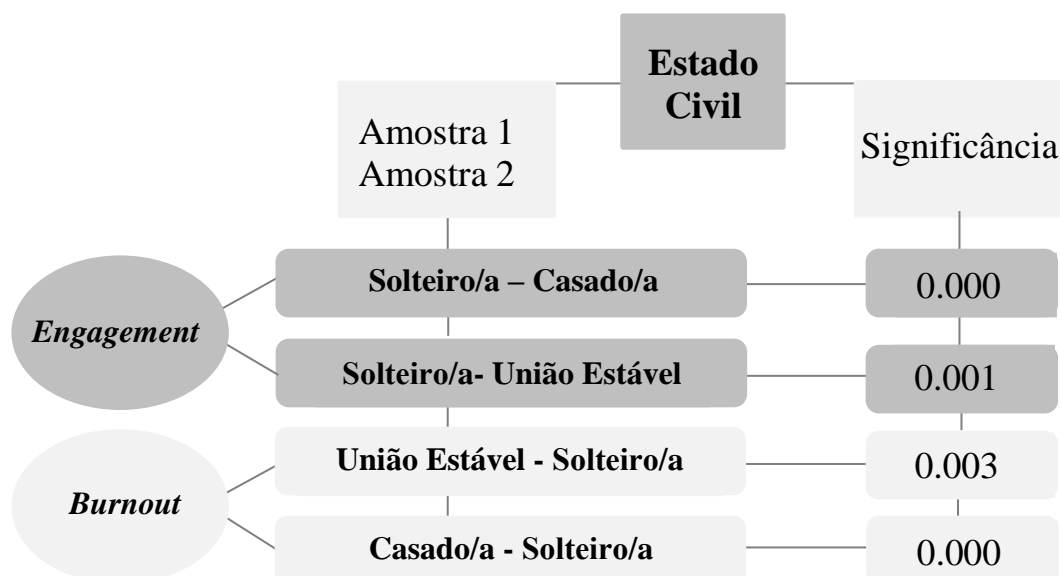 Estado
Civil
Amostra 1
Amostra 2
Significância
Engagement
Solteiro/a – Casado/a
0.000
Solteiro/a- União Estável
0.001
Burnout
União Estável - Solteiro/a
0.003
Casado/a - Solteiro/a
0.000